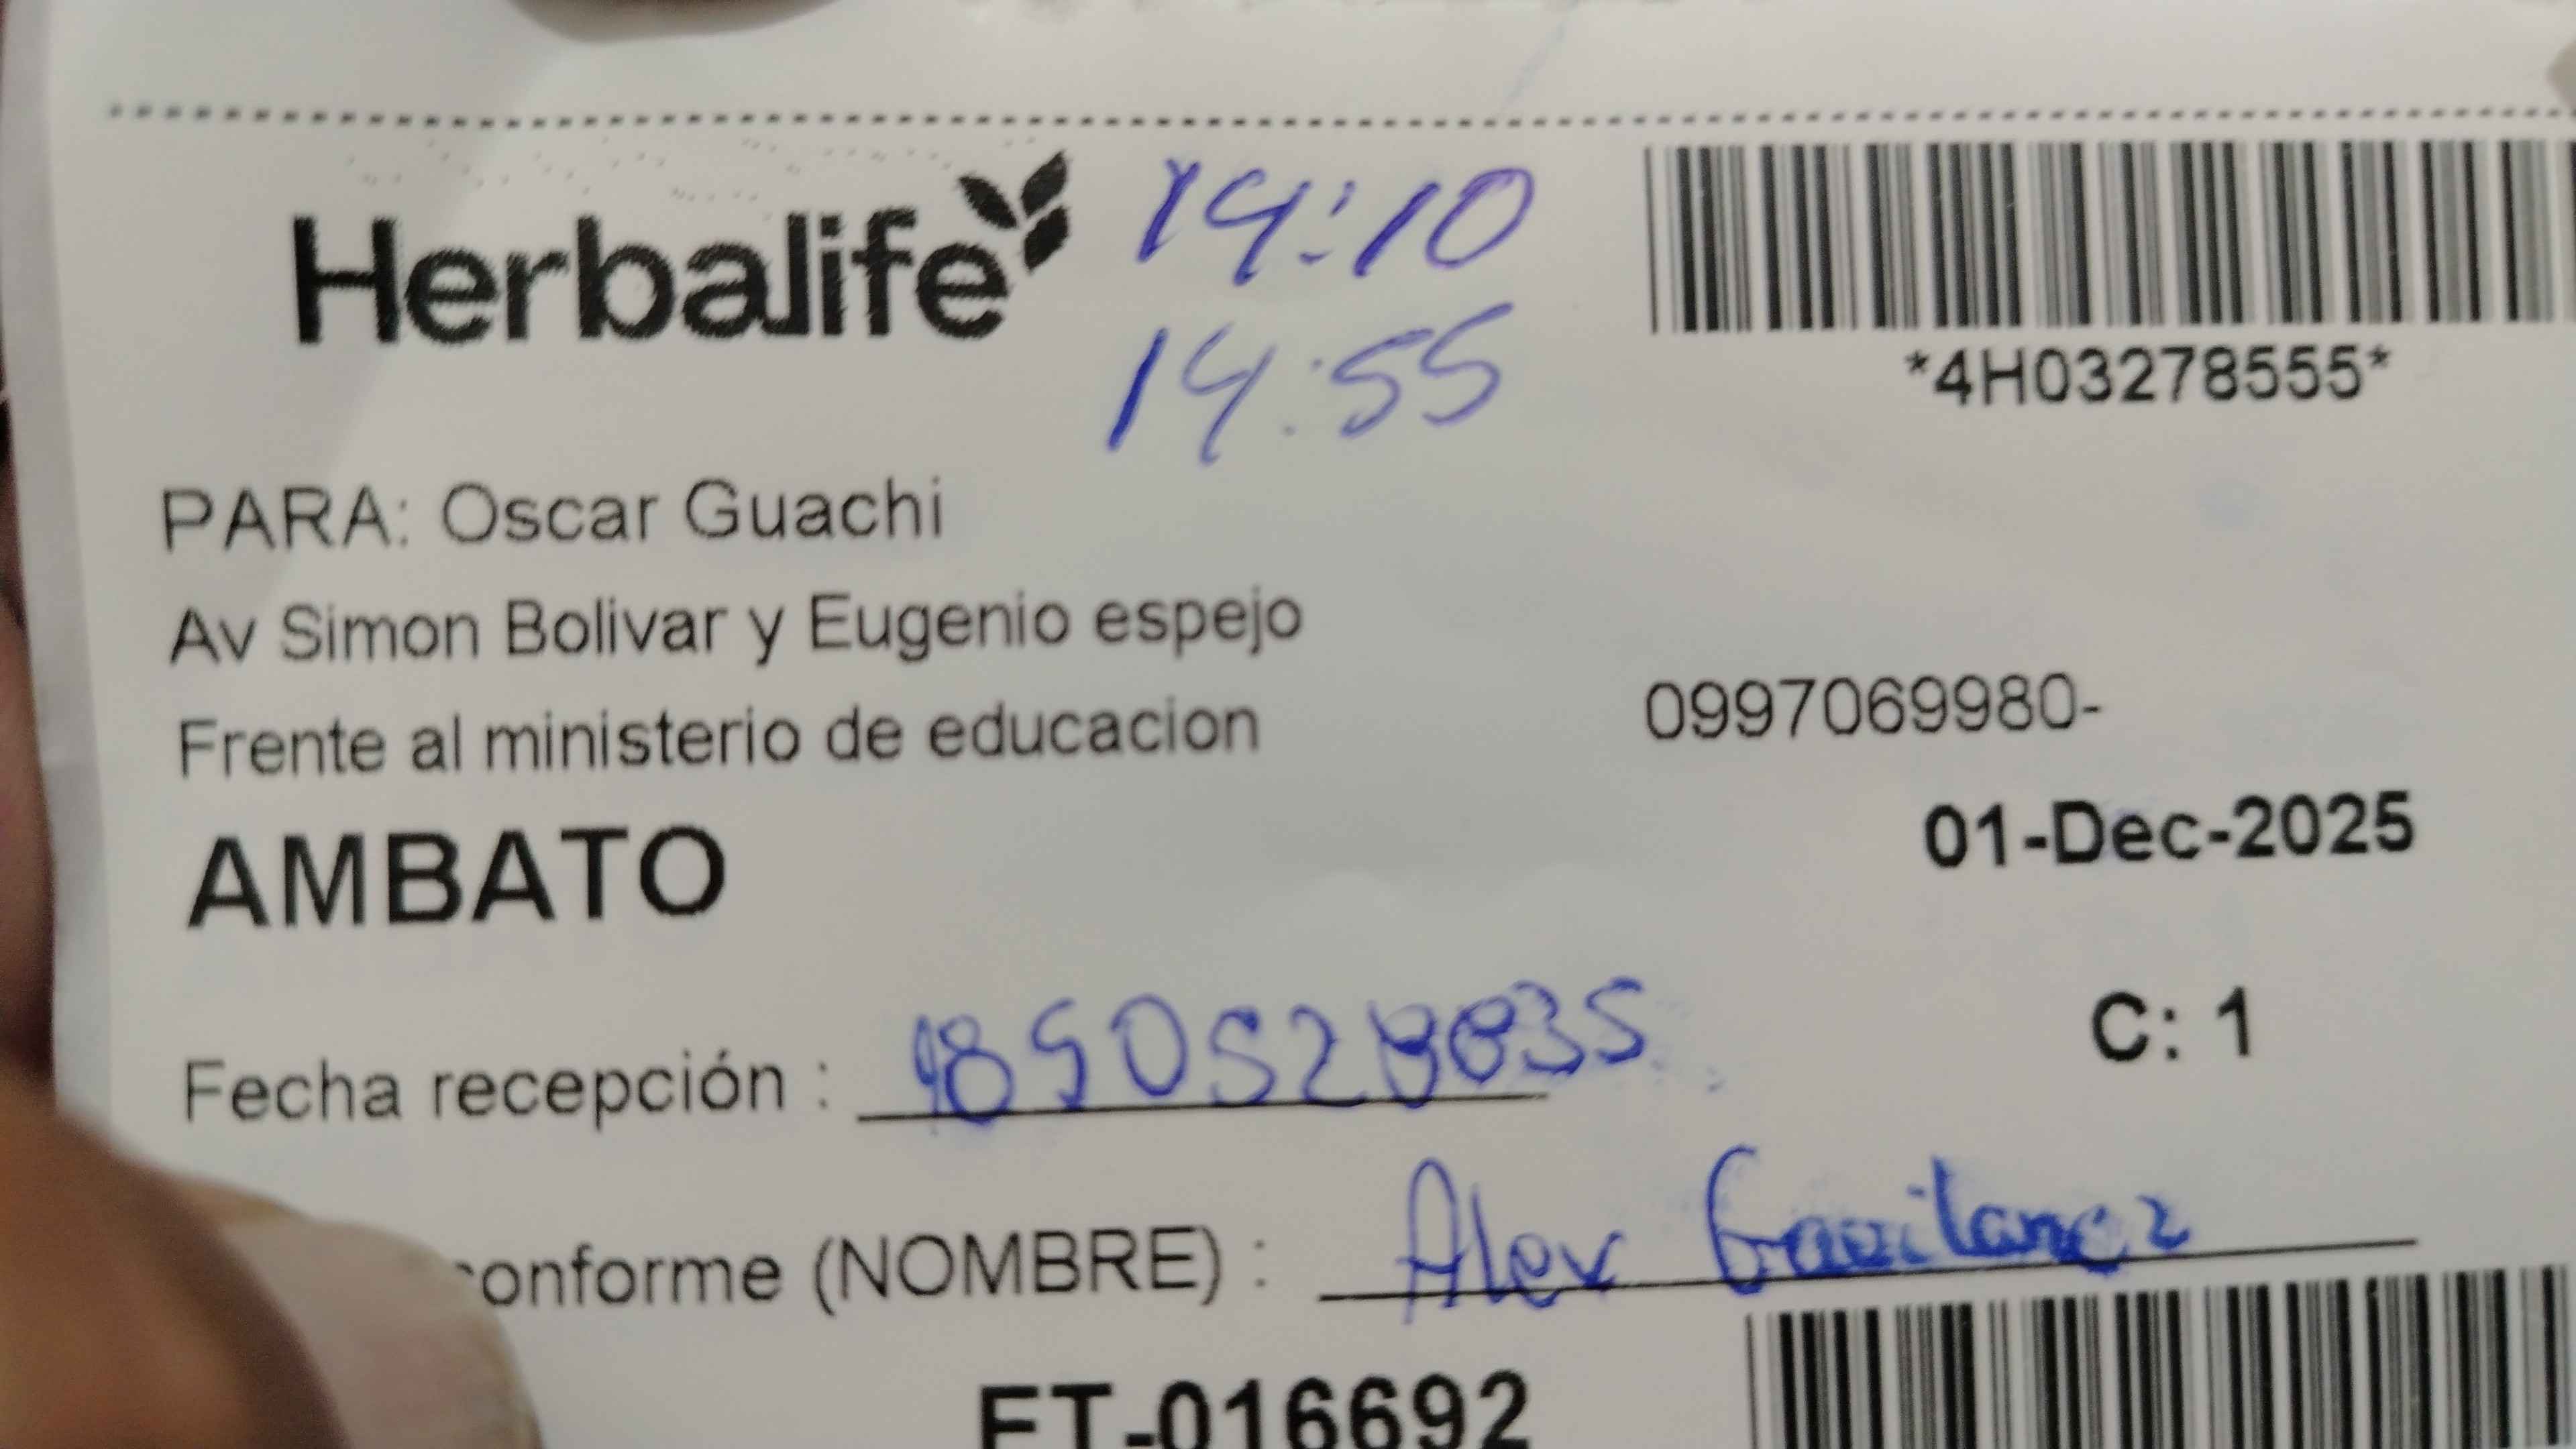 Herbalife
14:10
14:55
*4H03278555*
PARA: Oscar Guachi
Av Simon Bolivar y Eugenio espejo
Frente al ministerio de educacion
0997069980-
AMBATO
01-Dec-2025
C: 1
Fecha recepción : 1850528835
conforme (NOMBRE) : Alex Gavilanez
FT-016692